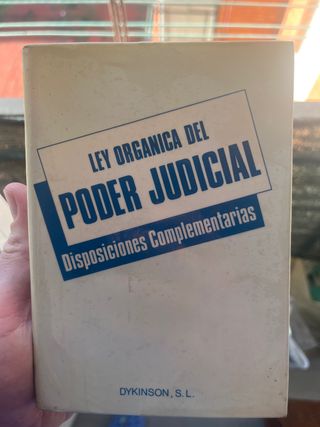 LEY ORGANICA DEL
PODER JUDICIAL
Disposiciones Complementarias
DYKINSON, S.L.